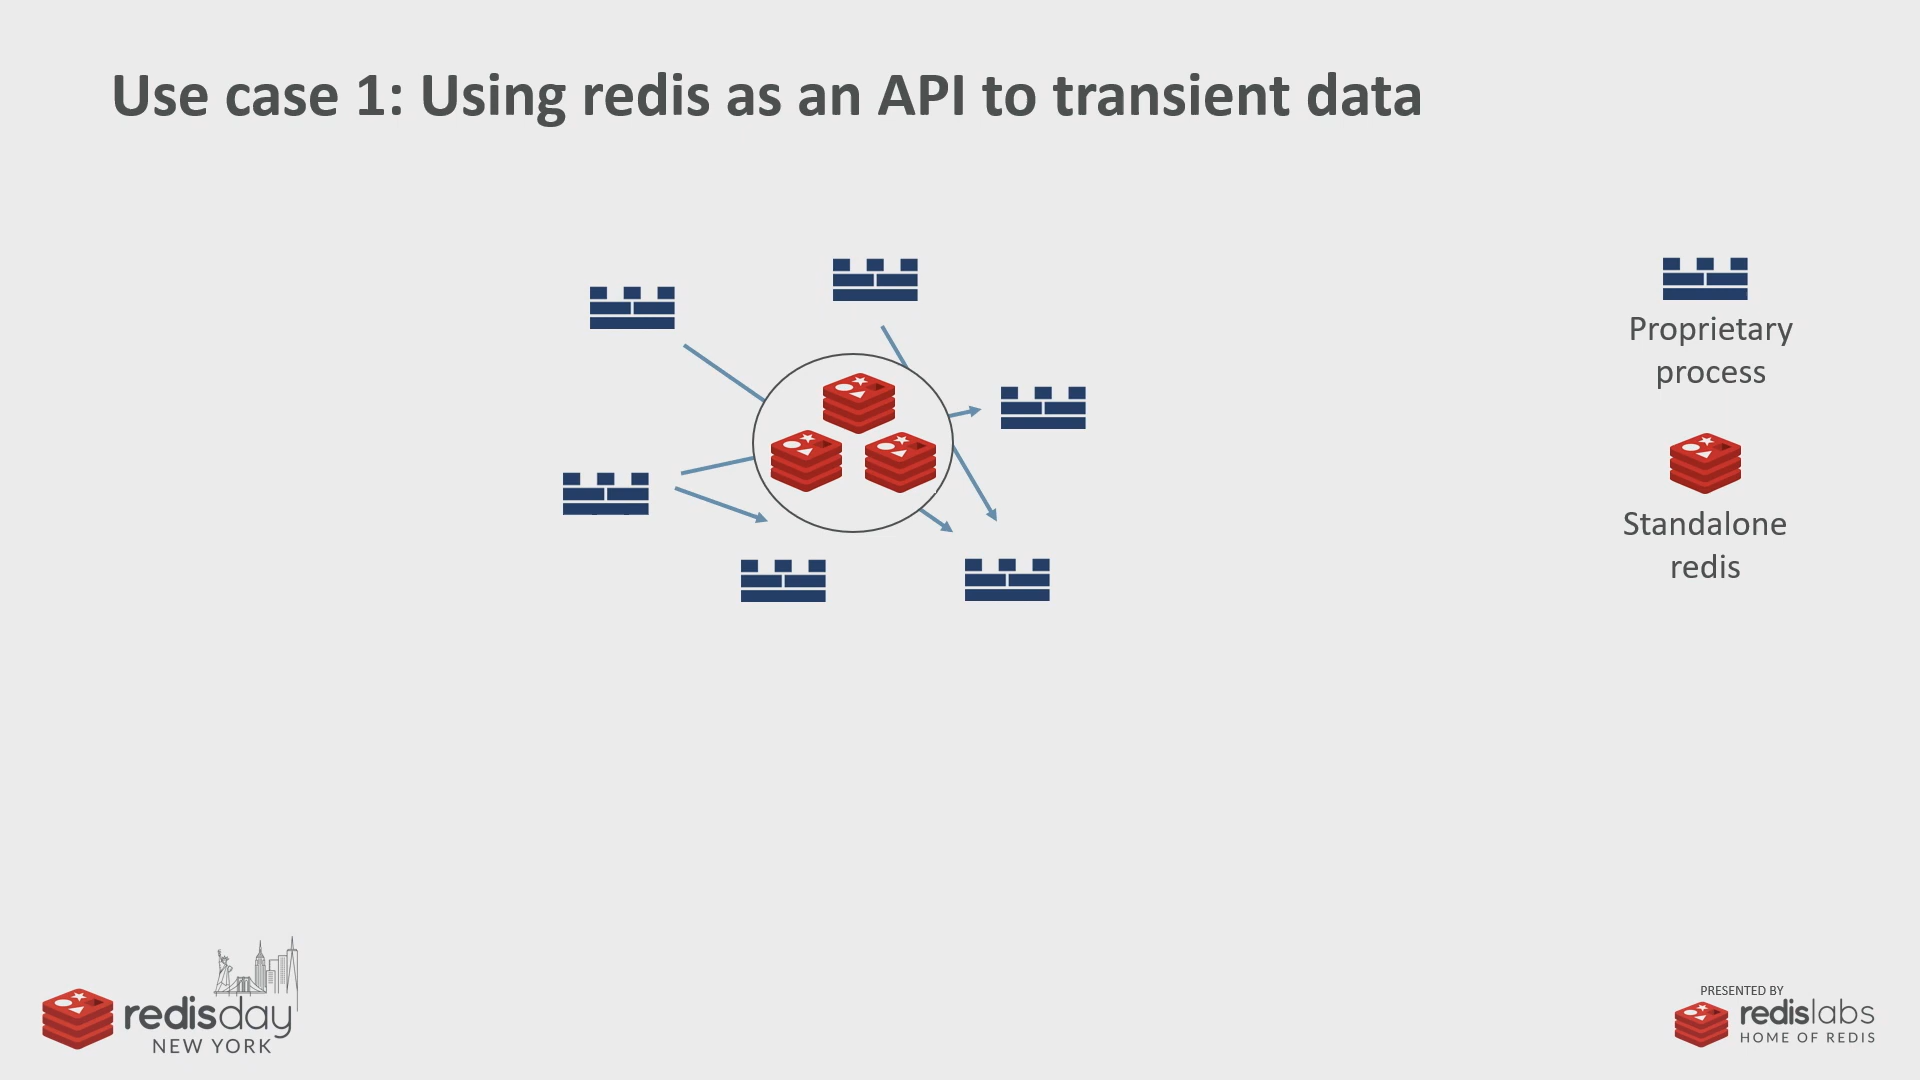 Use case 1: Using redis as an API to transient data
Proprietary
process
Standalone
redis
redisday
NEW YORK
PRESENTED BY
redislabs
HOME OF REDIS